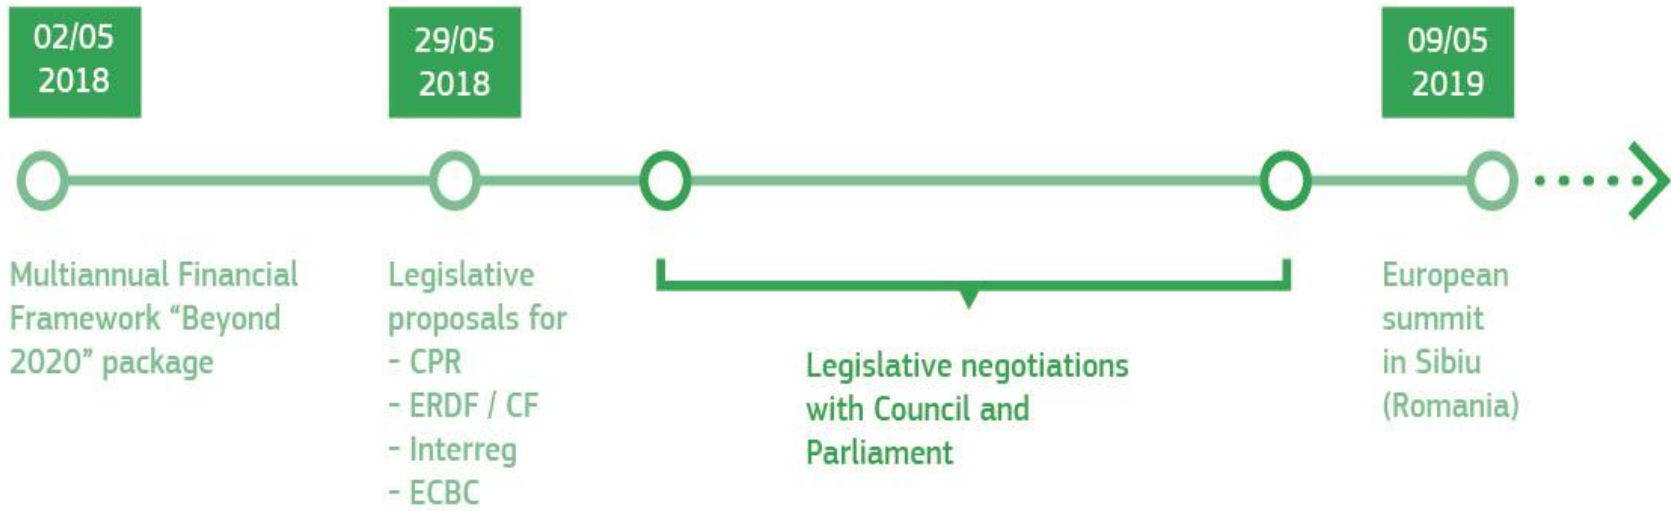 02/05
2018
29/05
2018
09/05
2019
Multiannual Financial
Framework “Beyond
2020” package
Legislative
proposals for
- CPR
- ERDF / CF
- Interreg
- ECBC
Legislative negotiations
with Council and
Parliament
European
summit
in Sibiu
(Romania)